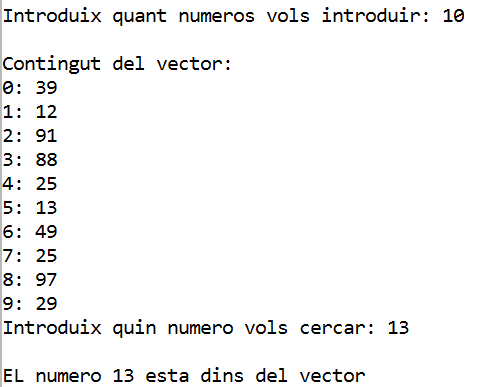 Introduix quant numeros vols introduir: 10
Contingut del vector:
0: 39
1: 12
2: 91
3: 88
4: 25
5: 13
6: 49
7: 25
8: 97
9: 29
Introduix quin numero vols cercar: 13
EL numero 13 esta dins del vector